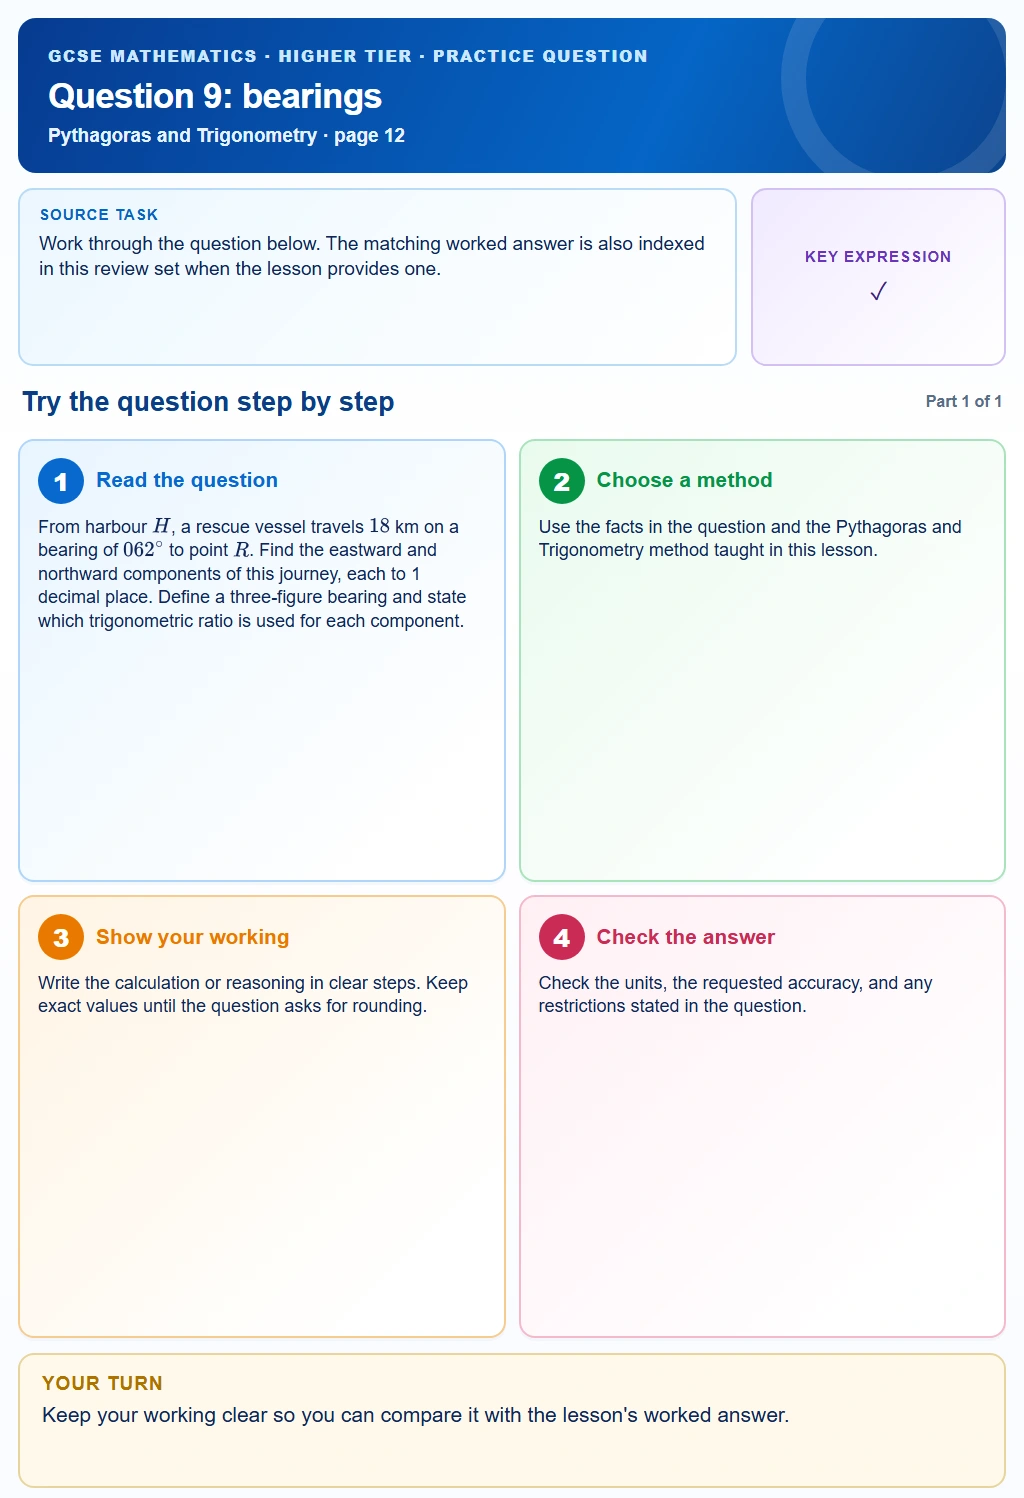 GCSE MATHEMATICS · HIGHER TIER · PRACTICE QUESTION
Question 9: bearings
Pythagoras and Trigonometry · page 12
SOURCE TASK
Work through the question below. The matching worked answer is also indexed
in this review set when the lesson provides one.
KEY EXPRESSION
✓
Try the question step by step
Part 1 of 1
1 Read the question
From harbour H, a rescue vessel travels 18 km on a
bearing of 062° to point R. Find the eastward and
northward components of this journey, each to 1
decimal place. Define a three-figure bearing and state
which trigonometric ratio is used for each component.
2 Choose a method
Use the facts in the question and the Pythagoras and
Trigonometry method taught in this lesson.
3 Show your working
Write the calculation or reasoning in clear steps. Keep
exact values until the question asks for rounding.
4 Check the answer
Check the units, the requested accuracy, and any
restrictions stated in the question.
YOUR TURN
Keep your working clear so you can compare it with the lesson's worked answer.